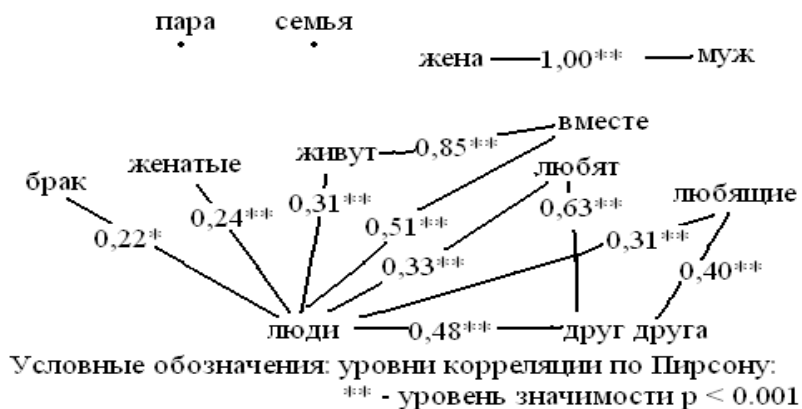 пара семья
жена 1,00** муж
вместе
живут 0,85**
женатые любят
брак любящие
0,24** 0,31** 0,63**
0,22* 0,51** 0,31**
0,33** 0,40**
люди 0,48** друг друга
Условные обозначения: уровни корреляции по Пирсону:
** - уровень значимости p < 0.001